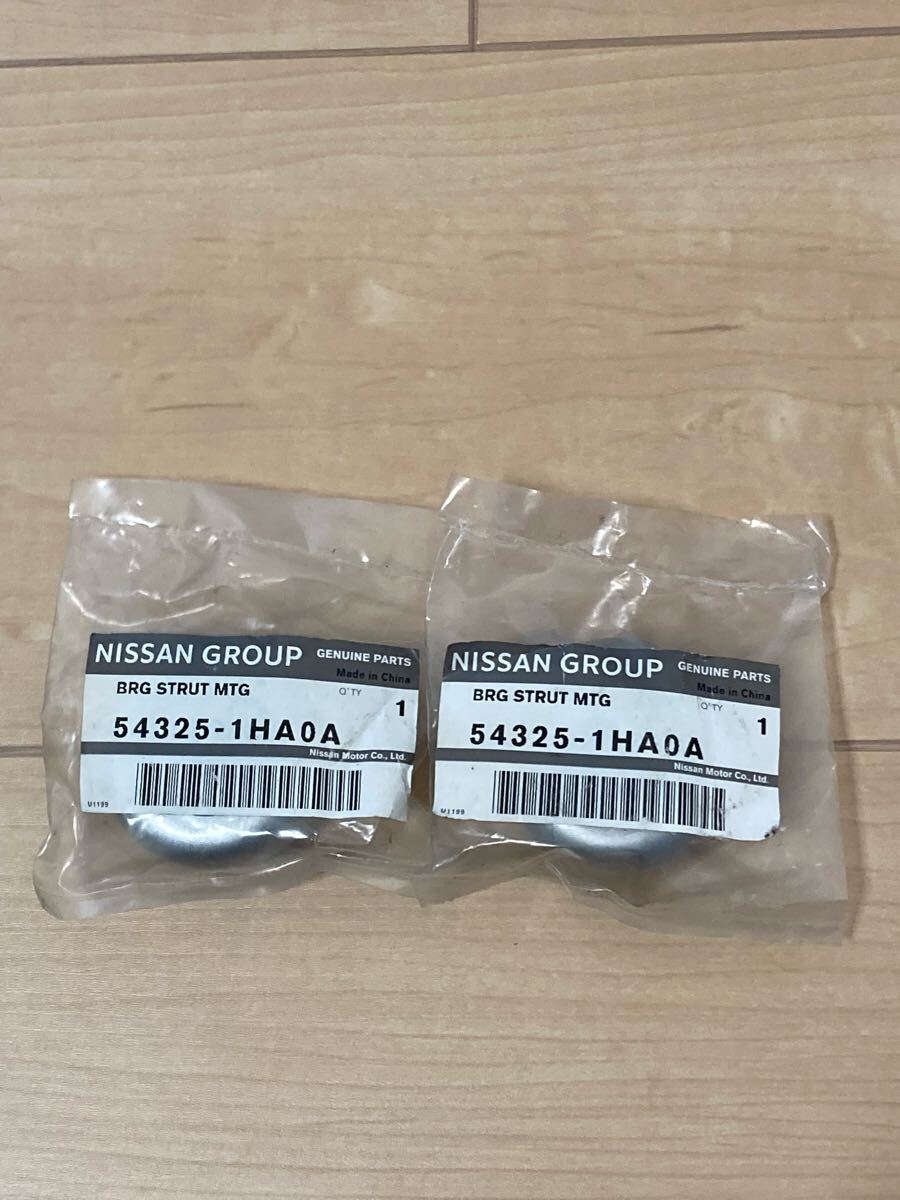 NISSAN GROUP GENUINE PARTS
Made in China
BRG STRUT MTG Q'TY 1
54325-1HA0A
Nissan Motor Co., Ltd.
U1199
NISSAN GROUP GENUINE PARTS
Made in China
BRG STRUT MTG Q'TY 1
54325-1HA0A
Nissan Motor Co., Ltd.
U1199